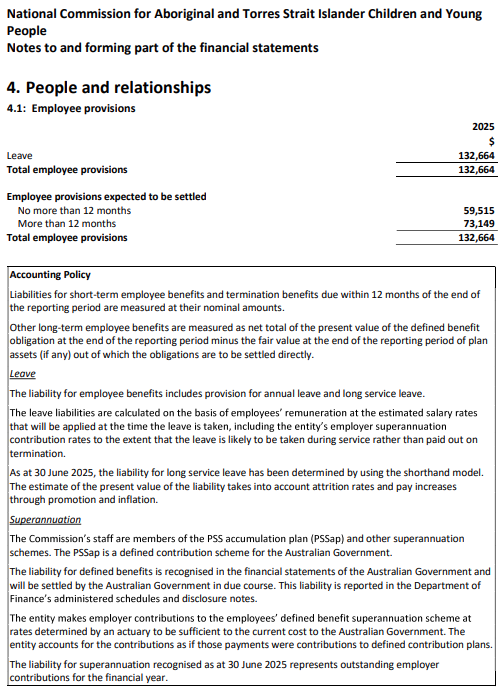 National Commission for Aboriginal and Torres Strait Islander Children and Young
People
Notes to and forming part of the financial statements
4. People and relationships
4.1: Employee provisions
2025
$
Leave 132,664
Total employee provisions 132,664
Employee provisions expected to be settled
No more than 12 months 59,515
More than 12 months 73,149
Total employee provisions 132,664
Accounting Policy
Liabilities for short-term employee benefits and termination benefits due within 12 months of the end of
the reporting period are measured at their nominal amounts.
Other long-term employee benefits are measured as net total of the present value of the defined benefit
obligation at the end of the reporting period minus the fair value at the end of the reporting period of plan
assets (if any) out of which the obligations are to be settled directly.
Leave
The liability for employee benefits includes provision for annual leave and long service leave.
The leave liabilities are calculated on the basis of employees' remuneration at the estimated salary rates
that will be applied at the time the leave is taken, including the entity's employer superannuation
contribution rates to the extent that the leave is likely to be taken during service rather than paid out on
termination.
As at 30 June 2025, the liability for long service leave has been determined by using the shorthand model.
The estimate of the present value of the liability takes into account attrition rates and pay increases
through promotion and inflation.
Superannuation
The Commission's staff are members of the PSS accumulation plan (PSSap) and other superannuation
schemes. The PSSap is a defined contribution scheme for the Australian Government.
The liability for defined benefits is recognised in the financial statements of the Australian Government and
will be settled by the Australian Government in due course. This liability is reported in the Department of
Finance's administered schedules and disclosure notes.
The entity makes employer contributions to the employees' defined benefit superannuation scheme at
rates determined by an actuary to be sufficient to the current cost to the Australian Government. The
entity accounts for the contributions as if those payments were contributions to defined contribution plans.
The liability for superannuation recognised as at 30 June 2025 represents outstanding employer
contributions for the financial year.